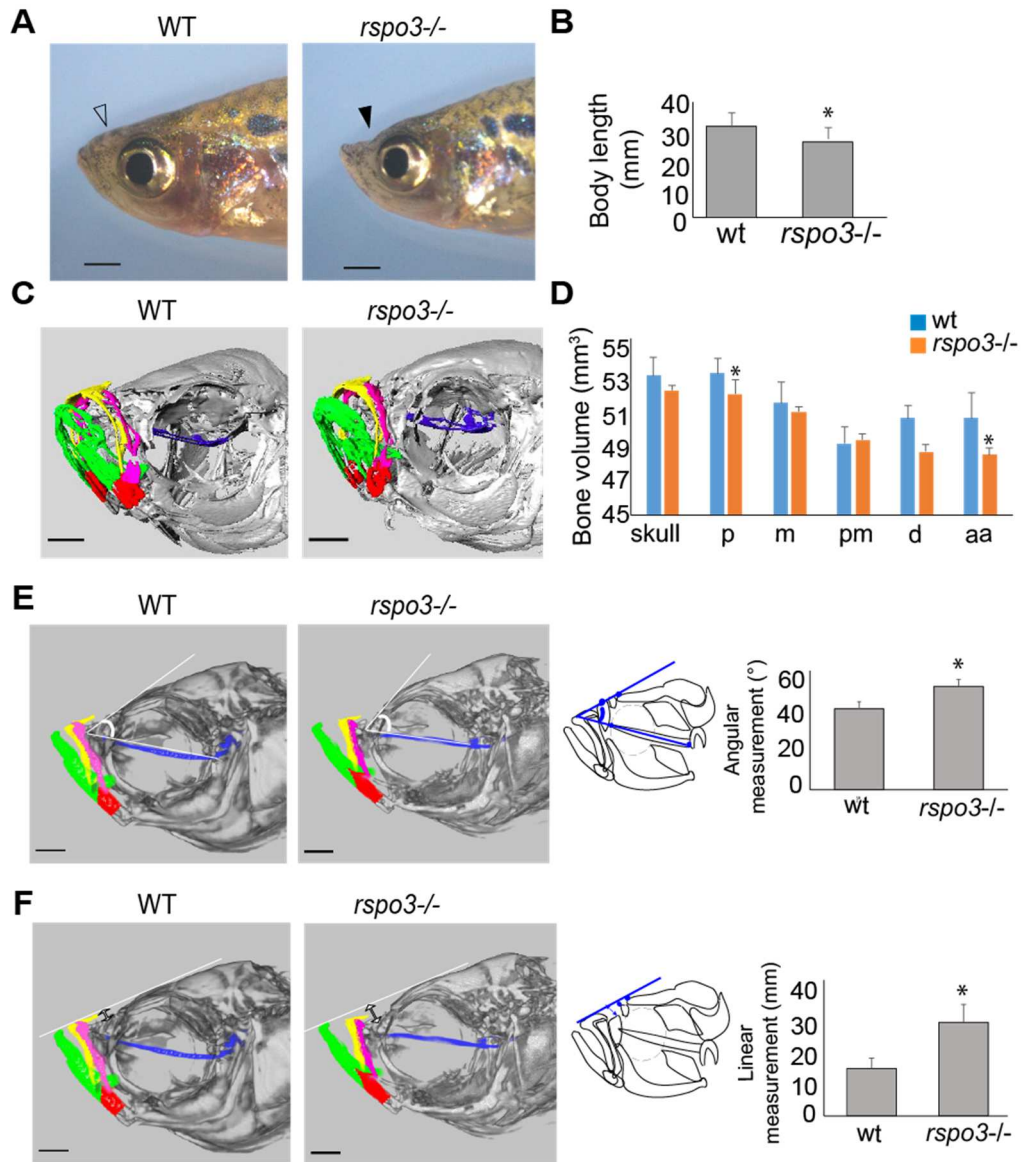 A
WT
rspo3-/-
B
Body length
(mm)
40
30
20
10
0
*
wt
rspo3-/-
C
WT
rspo3-/-
D
Bone volume (mm³)
55
53
51
49
47
45
wt
rspo3-/-
*
*
skull p m pm d aa
E
WT
rspo3-/-
Angular
measurement (°)
60
40
20
0
*
wt
rspo3-/-
F
WT
rspo3-/-
Linear
measurement (mm
40
30
20
10
0
*
wt
rspo3-/-